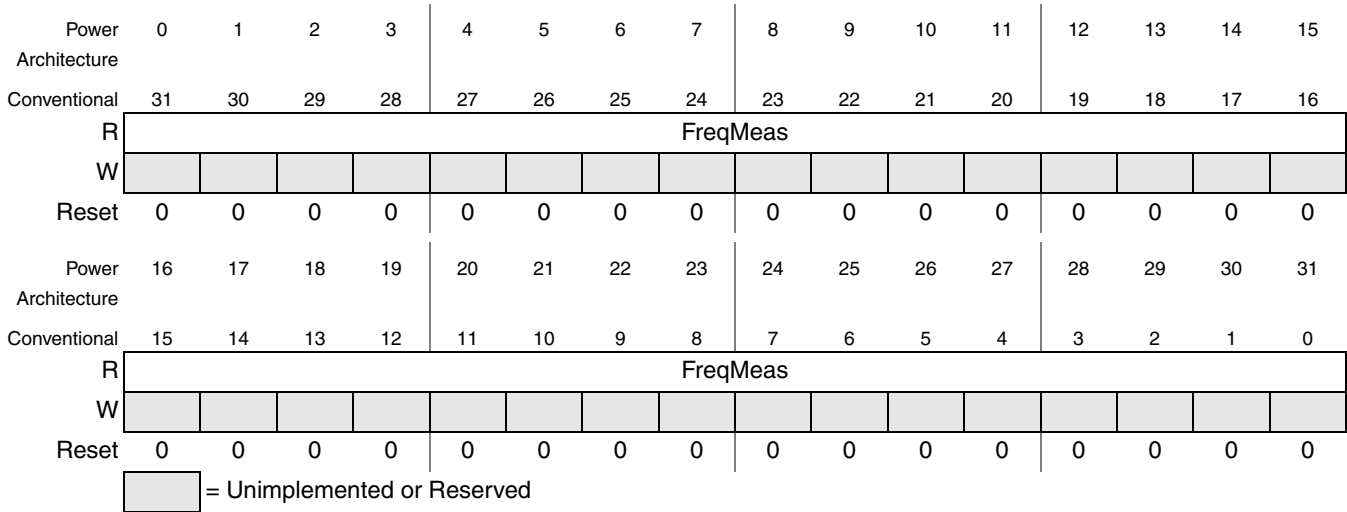 Power 0 1 2 3 4 5 6 7 8 9 10 11 12 13 14 15
Architecture
Conventional 31 30 29 28 27 26 25 24 23 22 21 20 19 18 17 16
R FreqMeas
W
Reset 0 0 0 0 0 0 0 0 0 0 0 0 0 0 0 0
Power 16 17 18 19 20 21 22 23 24 25 26 27 28 29 30 31
Architecture
Conventional 15 14 13 12 11 10 9 8 7 6 5 4 3 2 1 0
R FreqMeas
W
Reset 0 0 0 0 0 0 0 0 0 0 0 0 0 0 0 0
= Unimplemented or Reserved